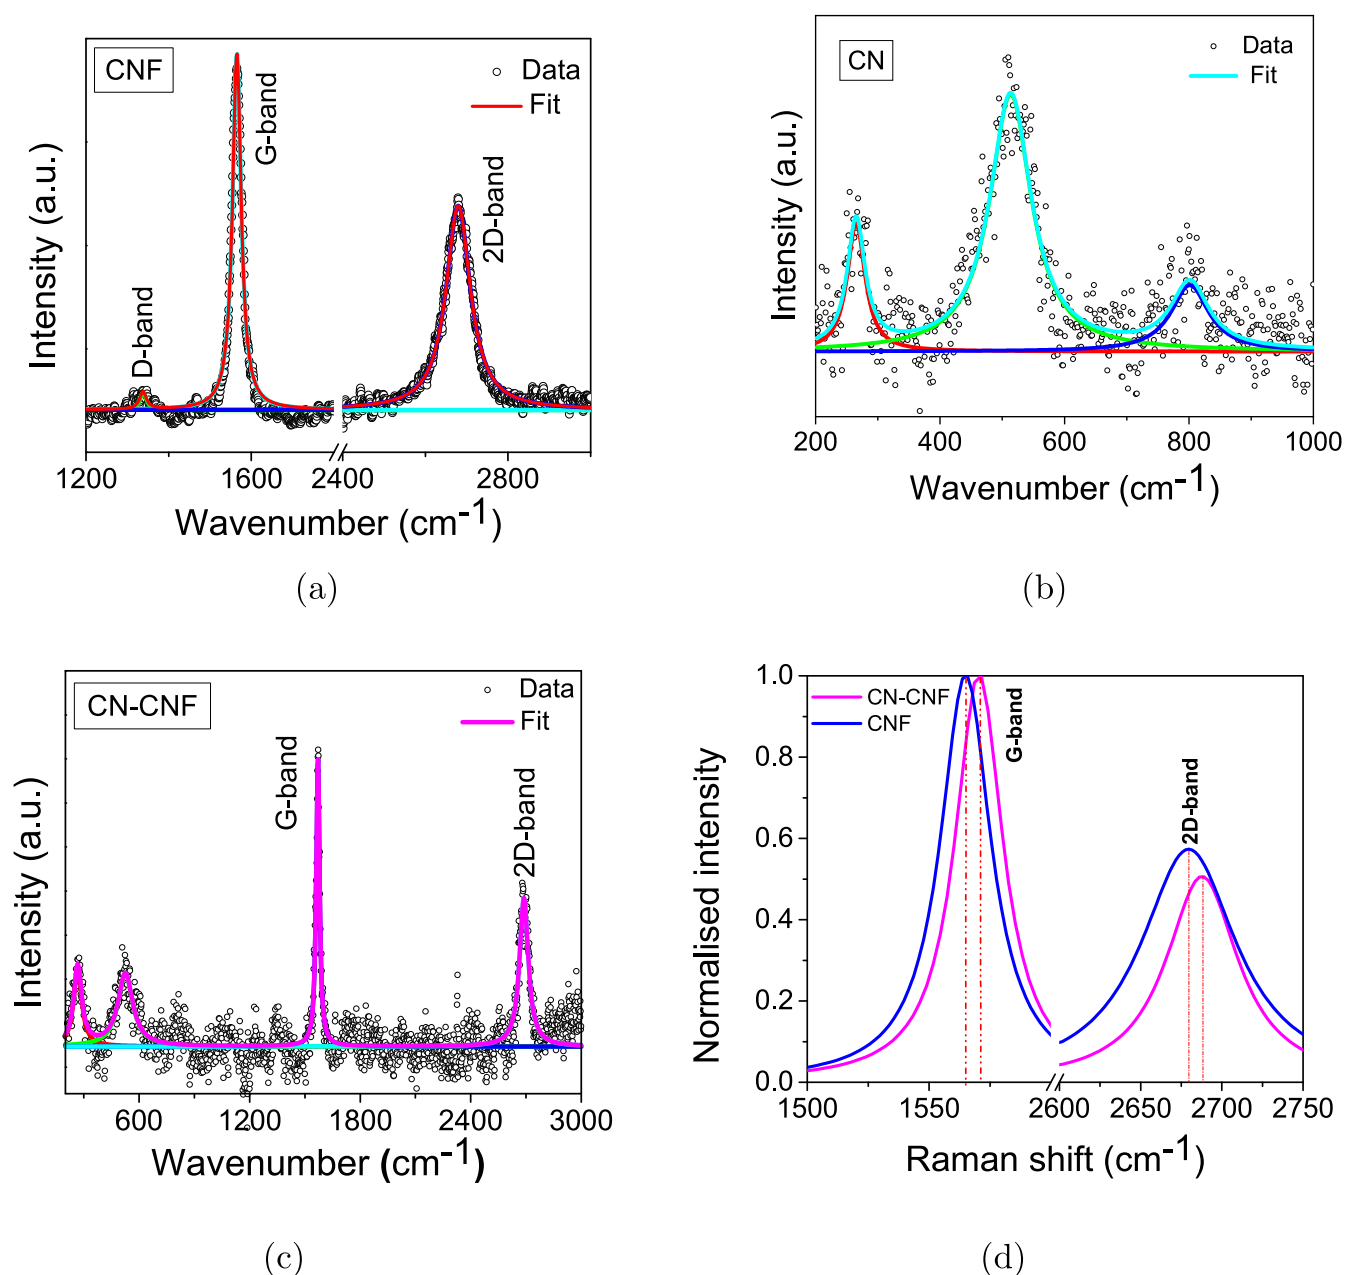 CNF
Data
Fit
D-band
G-band
2D-band
Intensity (a.u.)
1200 1600 2400 2800
Wavenumber (cm-1)
(a)
CN
Data
Fit
Intensity (a.u.)
200 400 600 800 1000
Wavenumber (cm-1)
(b)
CN-CNF
Data
Fit
G-band
2D-band
Intensity (a.u.)
600 1200 1800 2400 3000
Wavenumber (cm-1)
(c)
CN-CNF
CNF
G-band
2D-band
Normalised intensity
1.0
0.8
0.6
0.4
0.2
0.0
1500 1550 2600 2650 2700 2750
Raman shift (cm-1)
(d)